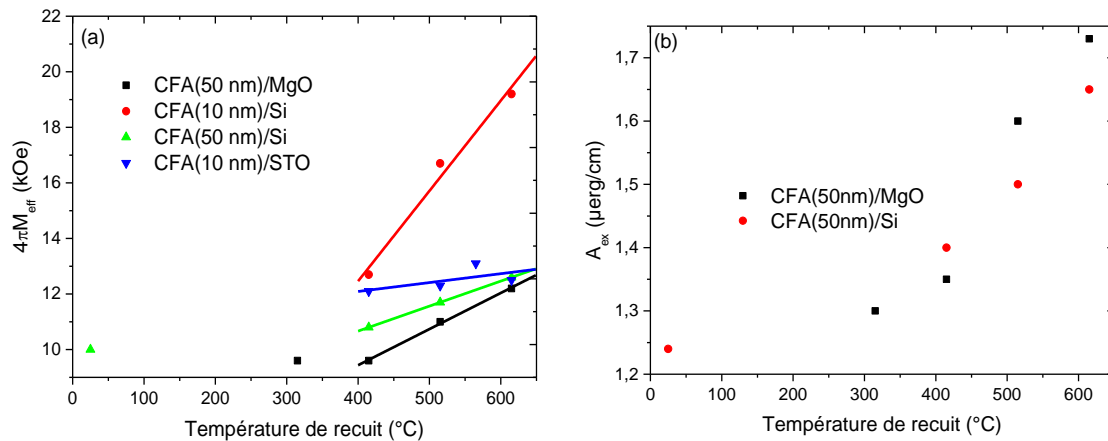 (a)
CFA(50 nm)/MgO
CFA(10 nm)/Si
CFA(50 nm)/Si
CFA(10 nm)/STO
4πM_eff (kOe)
22
20
18
16
14
12
10
0 100 200 300 400 500 600
Température de recuit (°C)
(b)
CFA(50nm)/MgO
CFA(50nm)/Si
A_ex (µerg/cm)
1,7
1,6
1,5
1,4
1,3
1,2
0 100 200 300 400 500 600
Température de recuit (°C)